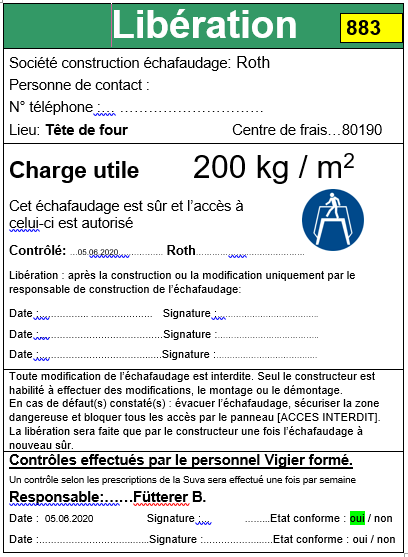 Libération
883
Société construction échafaudage: Roth
Personne de contact :
N° téléphone :… …………………………
Lieu: Tête de four Centre de frais…80190
Charge utile 200 kg / m²
Cet échafaudage est sûr et l’accès à
celui-ci est autorisé
Contrôlé: …05.06.2020……………… Roth……………………………………
Libération : après la construction ou la modification uniquement par le
responsable de construction de l’échafaudage:
Date :………………………………… Signature :…………………………………
Date :……………………………………Signature :…………………………………
Date :……………………………………Signature :…………………………………
Toute modification de l’échafaudage est interdite. Seul le constructeur est
habilité à effectuer des modifications, le montage ou le démontage.
En cas de défaut(s) constaté(s) : évacuer l’échafaudage, sécuriser la zone
dangereuse et bloquer tous les accès par le panneau [ACCES INTERDIT].
La libération sera faite que par le constructeur une fois l’échafaudage à
nouveau sûr.
Contrôles effectués par le personnel Vigier formé.
Un contrôle selon les prescriptions de la Suva sera effectué une fois par semaine
Responsable:……Fütterer B.
Date : 05.06.2020 Signature :… ………Etat conforme : oui / non
Date :……………………………………Signature :……………………Etat conforme : oui / non